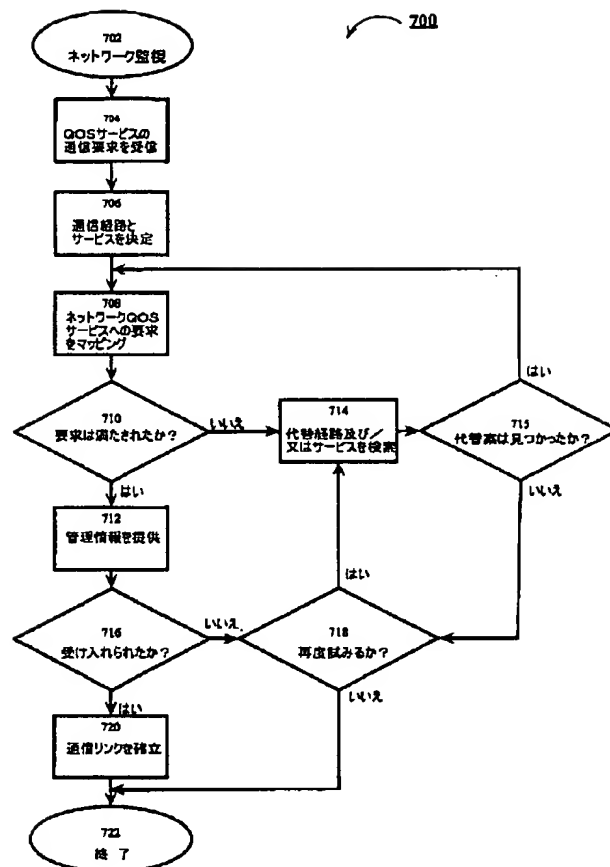 700
702
ネットワーク監視
704
QOSサービスの
通信要求を受信
706
通信経路と
サービスを決定
708
ネットワークQOS
サービスへの要求
をマッピング
710
要求は満たされたか?
いいえ
はい
714
代替経路及び/
又はサービスを検索
715
代替案は見つかったか?
はい
いいえ
712
管理情報を提供
716
受け入れられたか?
いいえ
はい
718
再度試みるか?
はい
いいえ
720
通信リンクを確立
722
終了